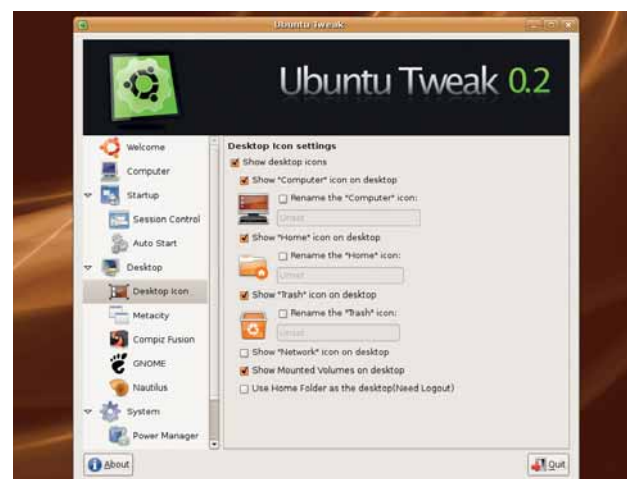 Ubuntu Tweak
Ubuntu Tweak 0.2
Welcome
Computer
Startup
Session Control
Auto Start
Desktop
Desktop Icon
Metacity
Compiz Fusion
GNOME
Nautilus
System
Power Manager
Desktop Icon settings
Show desktop icons
Show "Computer" icon on desktop
Rename the "Computer" icon:
Unset
Show "Home" icon on desktop
Rename the "Home" icon:
Unset
Show "Trash" icon on desktop
Rename the "Trash" icon:
Unset
Show "Network" icon on desktop
Show Mounted Volumes on desktop
Use Home Folder as the desktop(Need Logout)
About
Quit